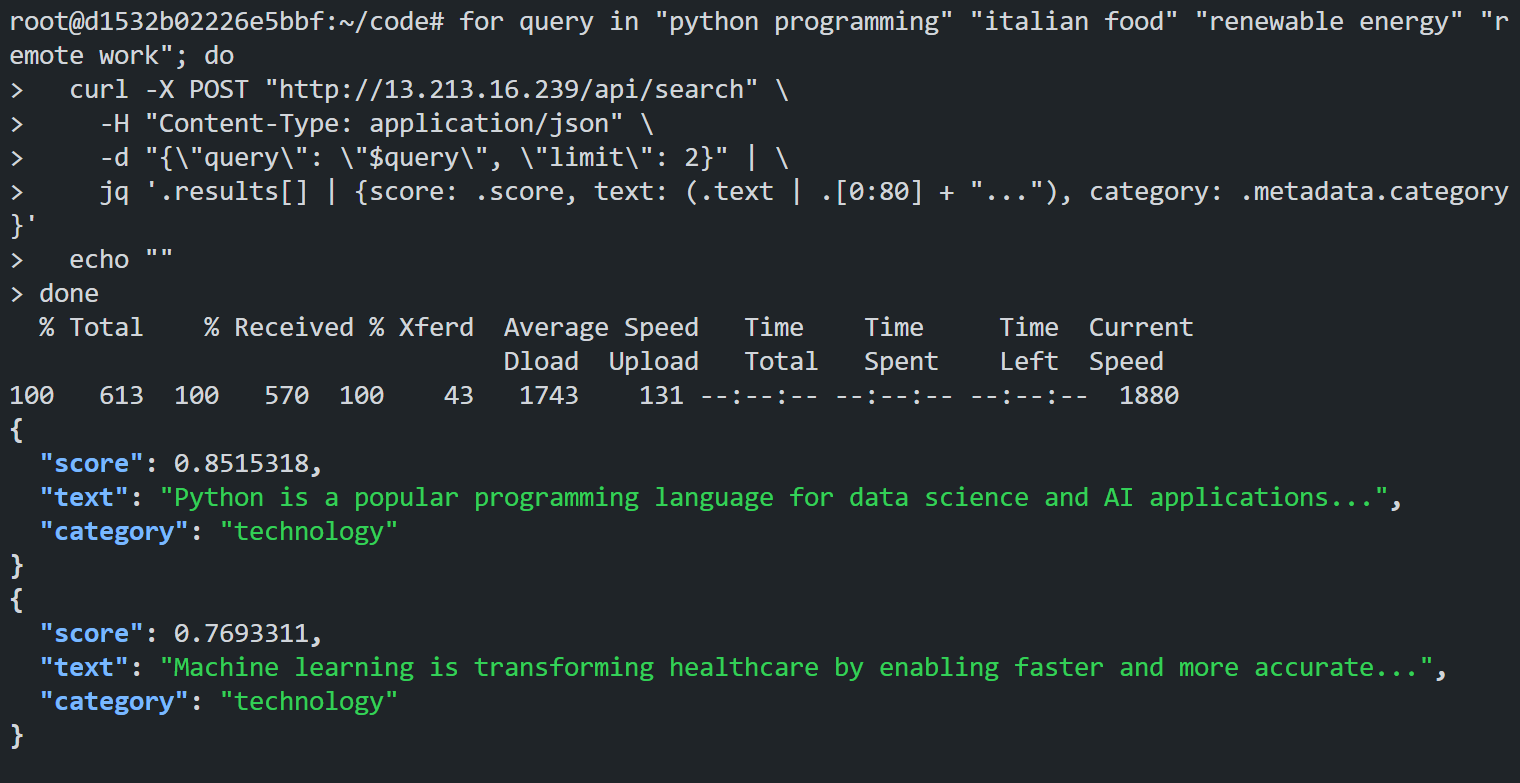 root@d1532b02226e5bbf:~/code# for query in "python programming" "italian food" "renewable energy" "r
emote work"; do
>   curl -X POST "http://13.213.16.239/api/search" \
>     -H "Content-Type: application/json" \
>     -d "{\"query\": \"$query\", \"limit\": 2}" | \
>     jq '.results[] | {score: .score, text: (.text | .[0:80] + "..."), category: .metadata.category
}'
>   echo ""
> done
  % Total    % Received % Xferd  Average Speed   Time    Time     Time  Current
                                 Dload  Upload   Total   Spent    Left  Speed
100   613  100   570  100    43   1743    131 --:--:-- --:--:-- --:--:--  1880
{
  "score": 0.8515318,
  "text": "Python is a popular programming language for data science and AI applications...",
  "category": "technology"
}
{
  "score": 0.7693311,
  "text": "Machine learning is transforming healthcare by enabling faster and more accurate...",
  "category": "technology"
}